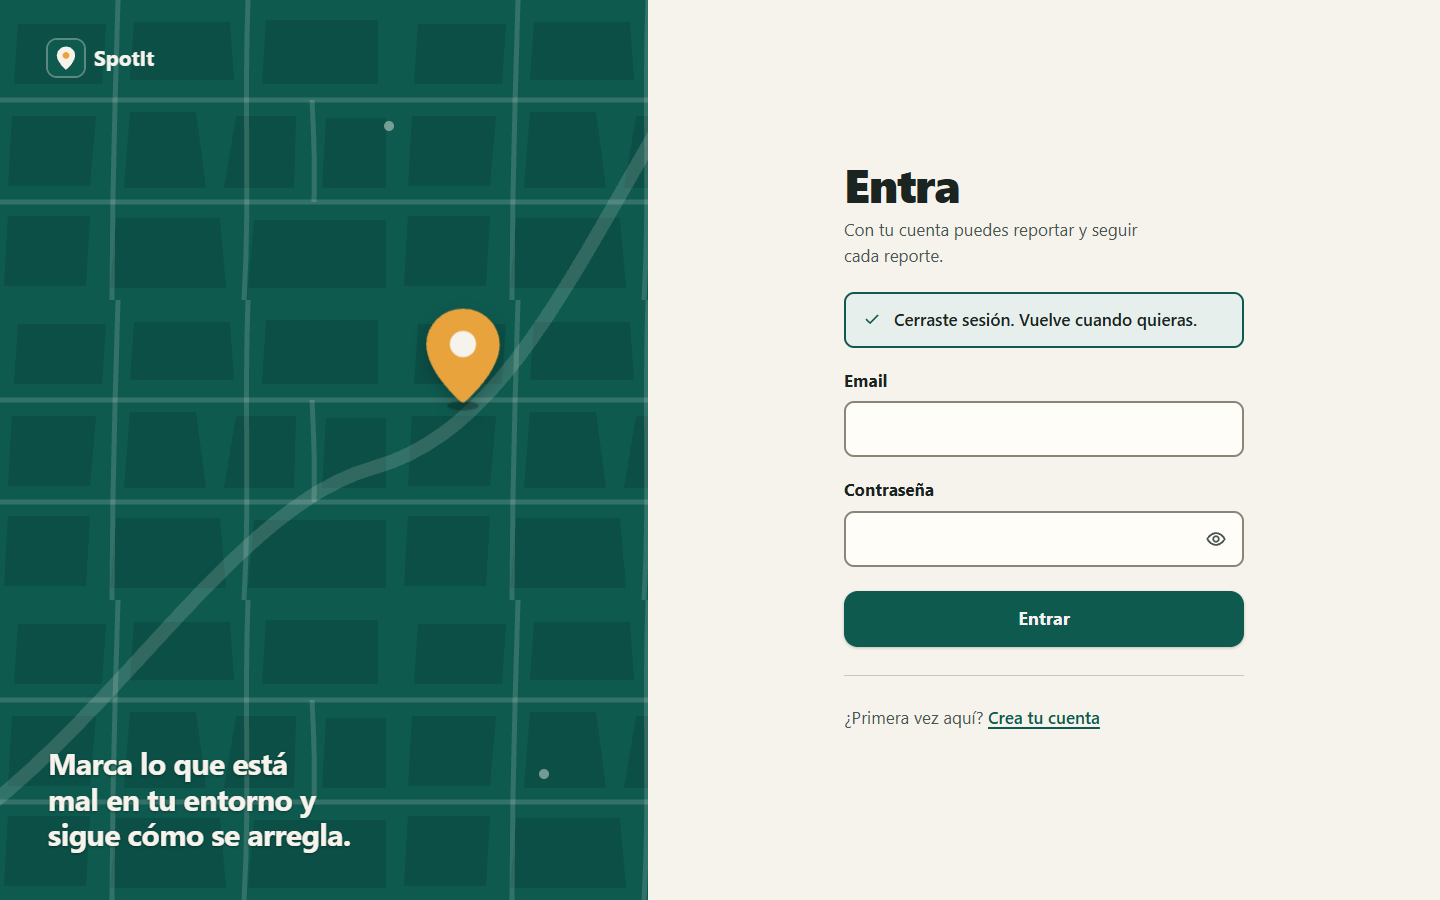 SpotIt
Marca lo que está
mal en tu entorno y
sigue cómo se arregla.
Entra
Con tu cuenta puedes reportar y seguir
cada reporte.
Cerraste sesión. Vuelve cuando quieras.
Email
Contraseña
Entrar
¿Primera vez aquí? Crea tu cuenta